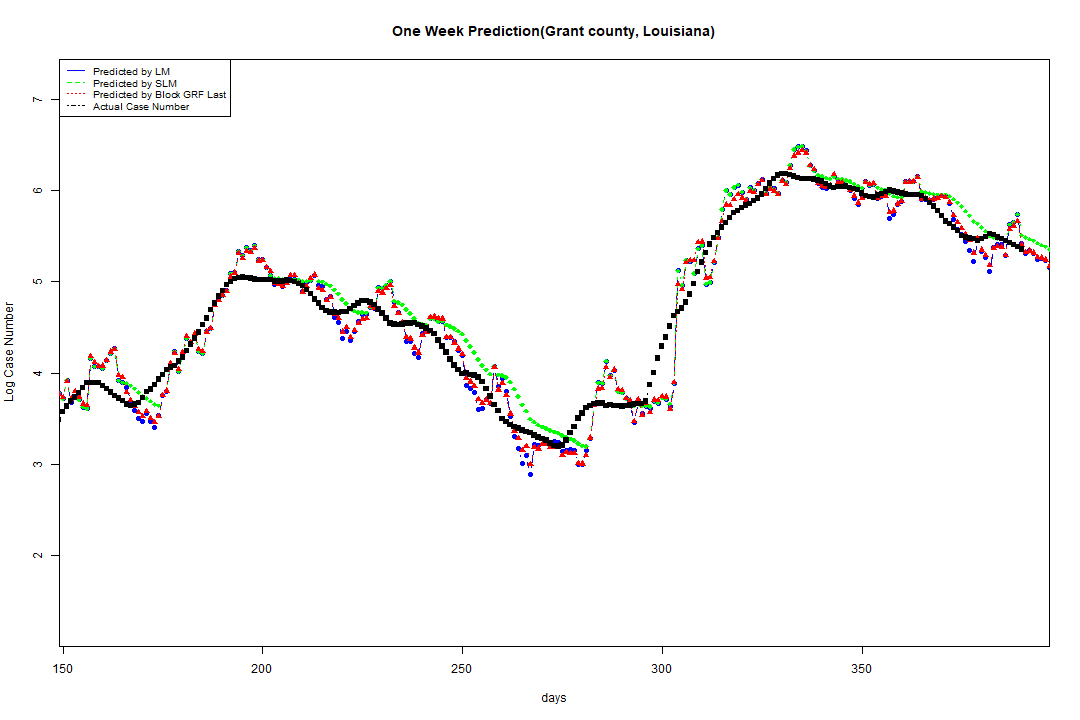 One Week Prediction(Grant county, Louisiana)
Predicted by LM
Predicted by SLM
Predicted by Block GRF Last
Actual Case Number
7
6
5
4
3
2
Log Case Number
150 200 250 300 350
days